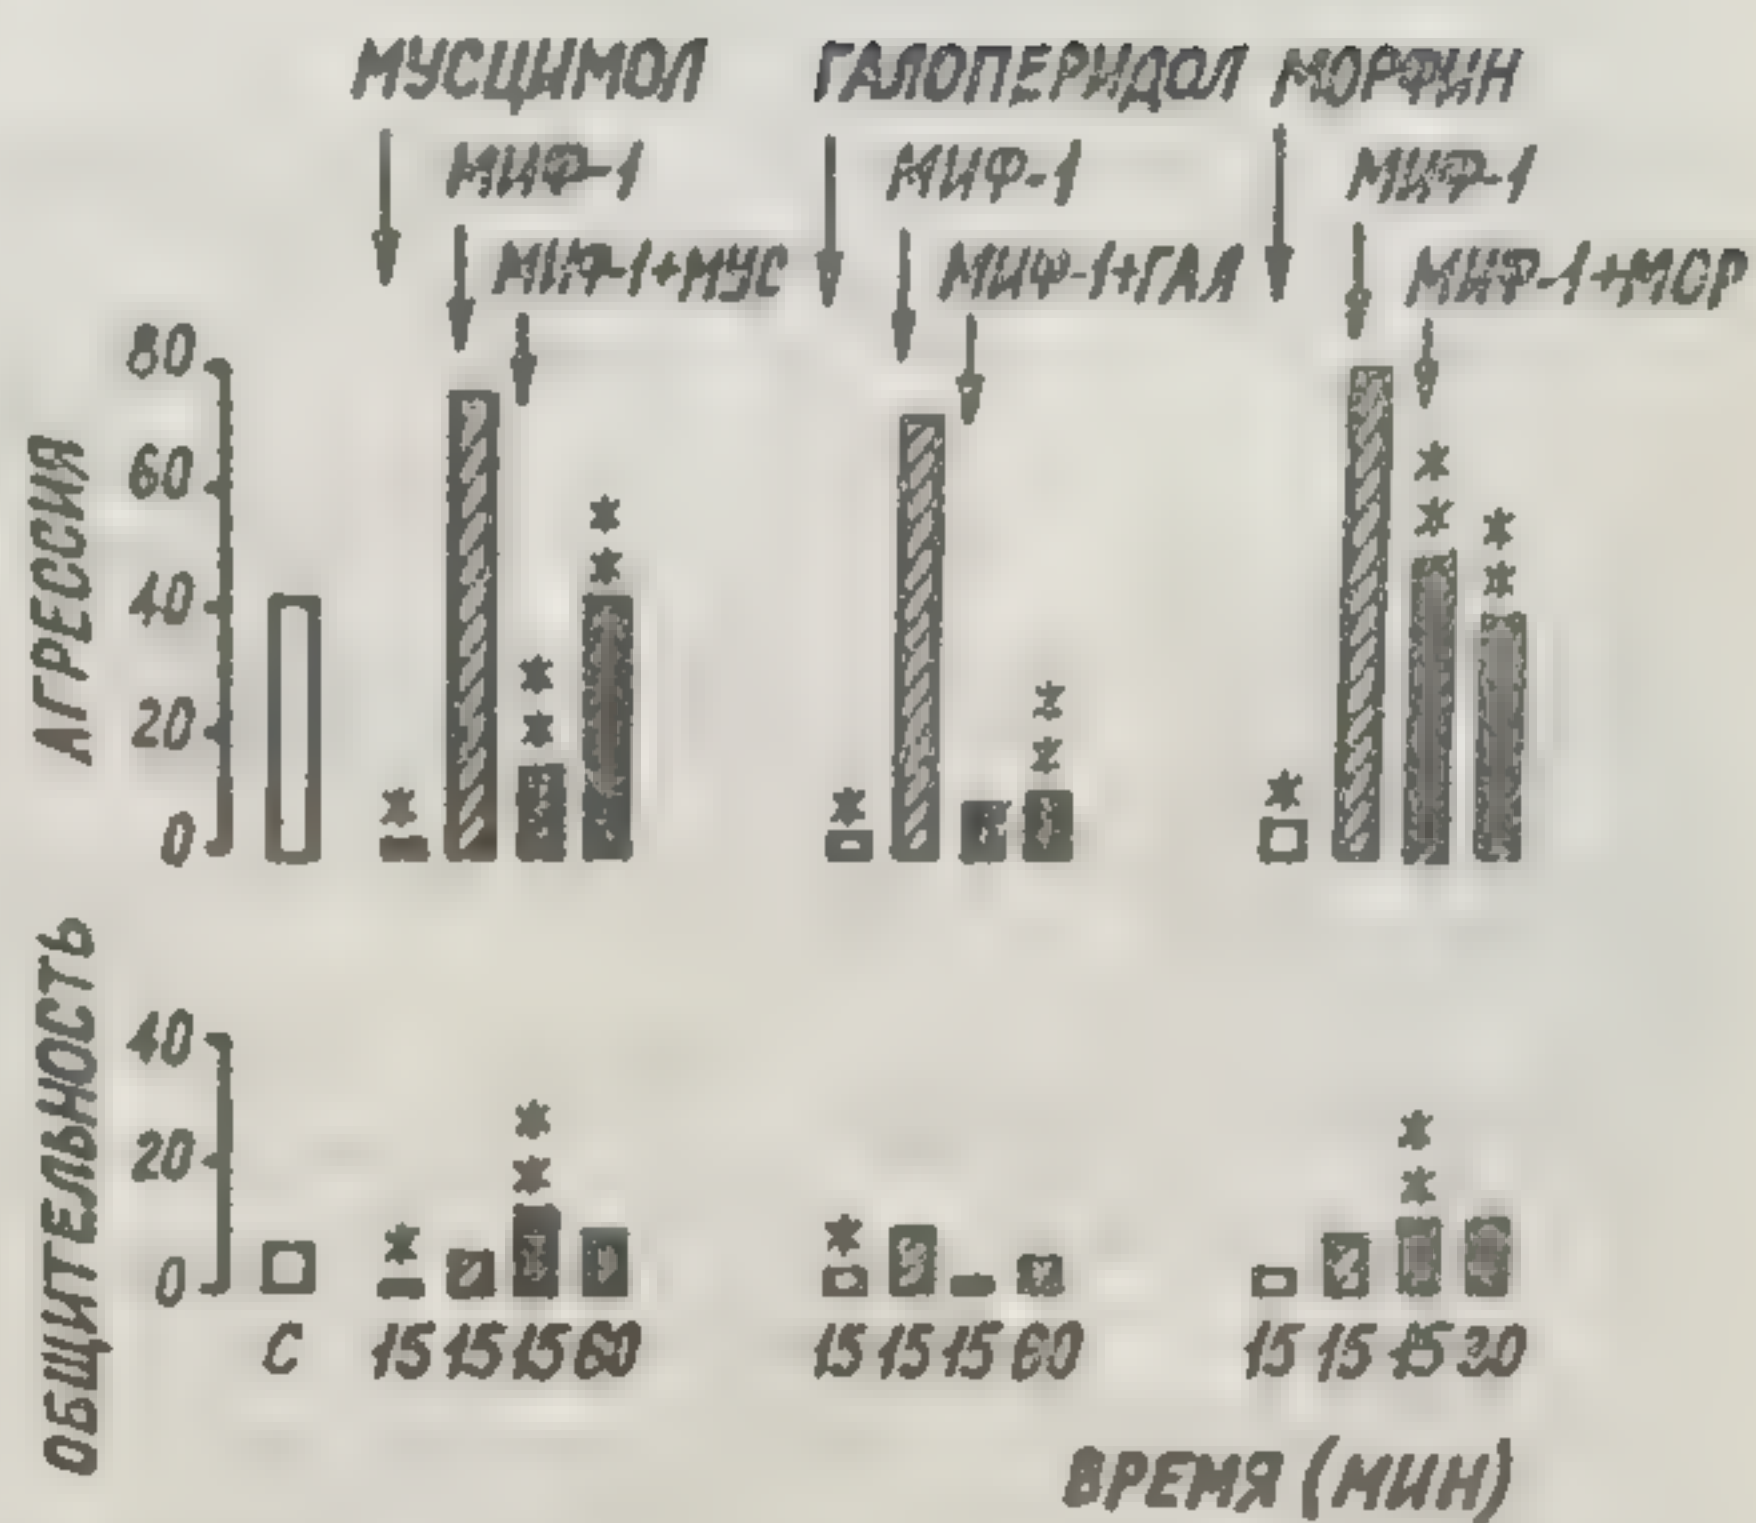 МУСЦИМОЛ ГАЛОПЕРИДОЛ МОРФИН
МИФ-1 МИФ-1 МИФ-1
МИФ-1+МУС МИФ-1+ГАЛ МИФ-1+МОР
АГРЕССИЯ
80
60
40
20
0
* * * * * * * * * * * *
ОБЩИТЕЛЬНОСТЬ
40
20
0
* * * * * *
С 15 15 15 60 15 15 15 60 15 15 15 30
ВРЕМЯ (МИН)